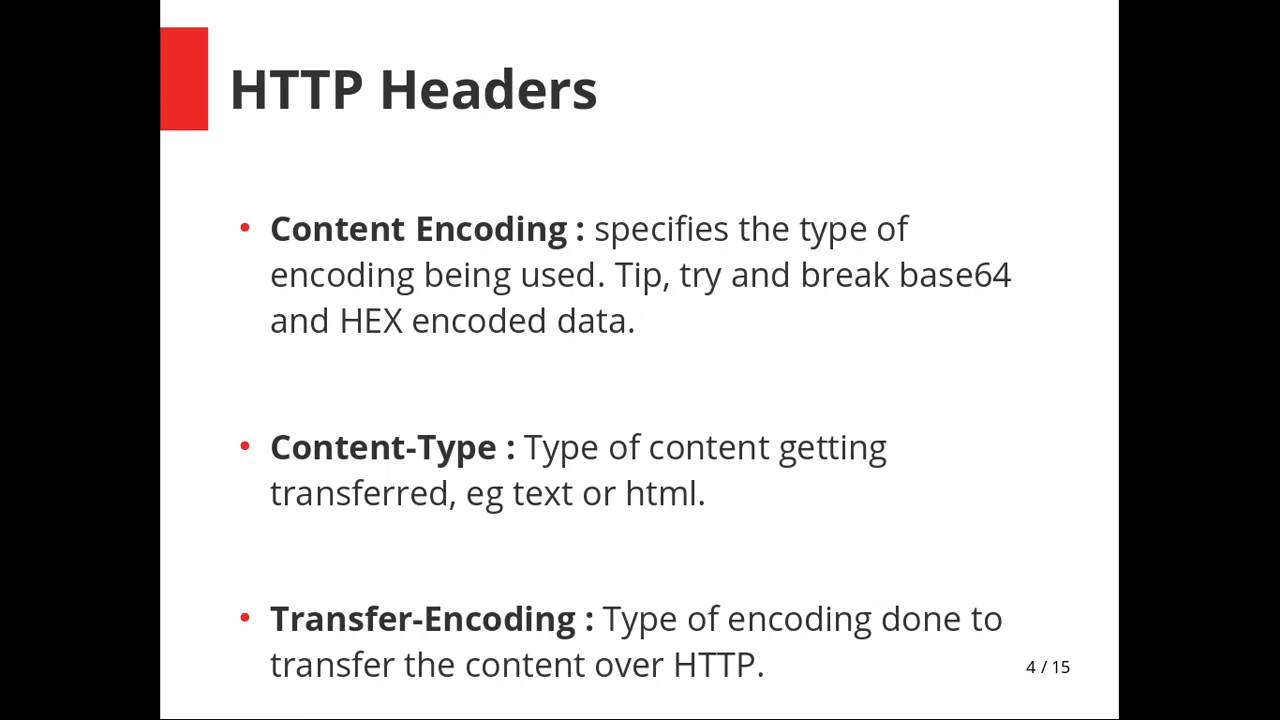 HTTP Headers
• Content Encoding : specifies the type of
encoding being used. Tip, try and break base64
and HEX encoded data.
• Content-Type : Type of content getting
transferred, eg text or html.
• Transfer-Encoding : Type of encoding done to
transfer the content over HTTP.
4 / 15